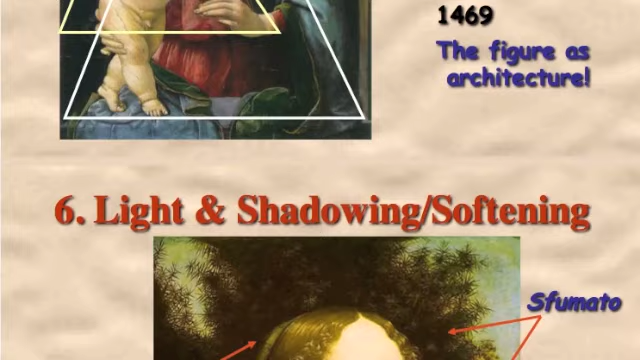 1469
The figure as
architecture!
6. Light & Shadowing/Softening
Sfumato